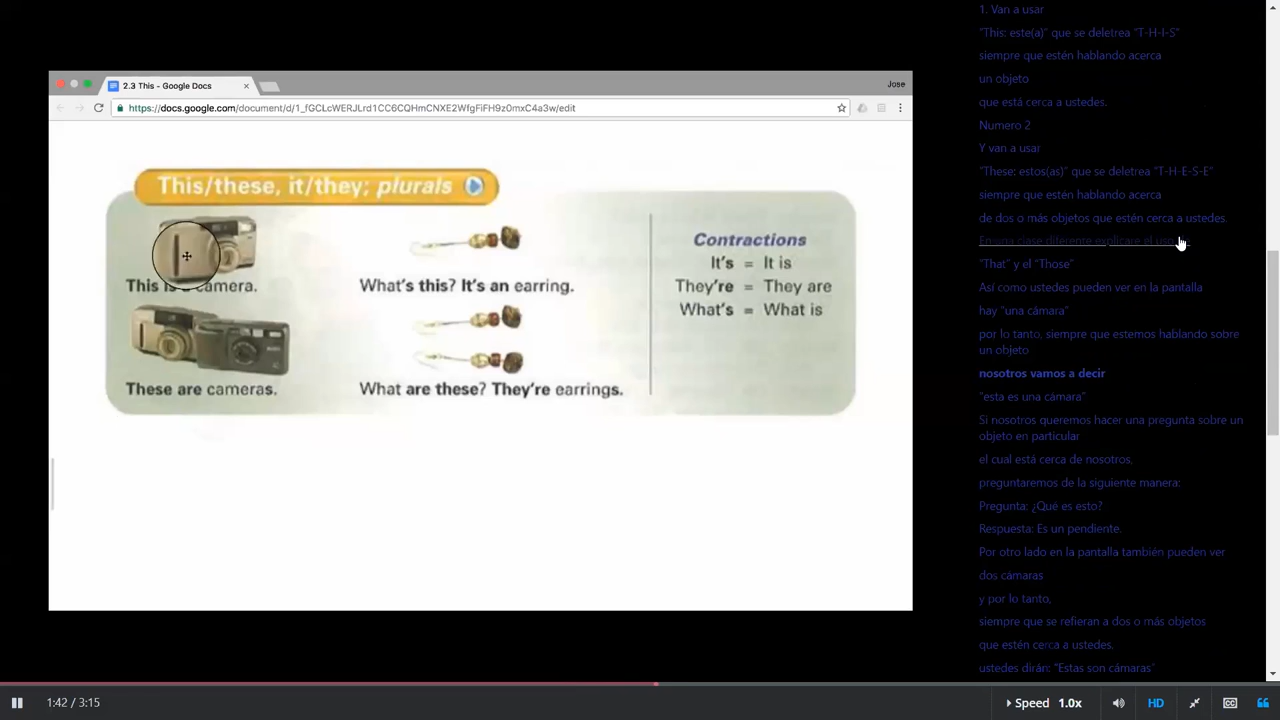 2.3 This - Google Docs
Jose
https://docs.google.com/document/d/1_fGCLcWERJLrd1CC6CQHmCNXE2WfgFiFH9z0mxC4a3w/edit
This/these, it/they; plurals
This is a camera.
These are cameras.
What's this? It's an earring.
What are these? They're earrings.
Contractions
It's = It is
They're = They are
What's = What is
1. Van a usar
"This: este(a)" que se deletrea "T-H-I-S"
siempre que estén hablando acerca
un objeto
que está cerca a ustedes.
Numero 2
Y van a usar
"These: estos(as)" que se deletrea "T-H-E-S-E"
siempre que estén hablando acerca
de dos o más objetos que estén cerca a ustedes.
En una clase diferente explicare el uso
"That" y el "Those"
Así como ustedes pueden ver en la pantalla
hay "una cámara"
por lo tanto, siempre que estemos hablando sobre
un objeto
nosotros vamos a decir
"esta es una cámara"
Si nosotros queremos hacer una pregunta sobre un
objeto en particular
el cual está cerca de nosotros,
preguntaremos de la siguiente manera:
Pregunta: ¿Qué es esto?
Respuesta: Es un pendiente.
Por otro lado en la pantalla también pueden ver
dos cámaras
y por lo tanto,
siempre que se refieran a dos o más objetos
que estén cerca a ustedes.
ustedes dirán: "Estas son cámaras"
1:42 / 3:15
Speed 1.0x
HD
CC